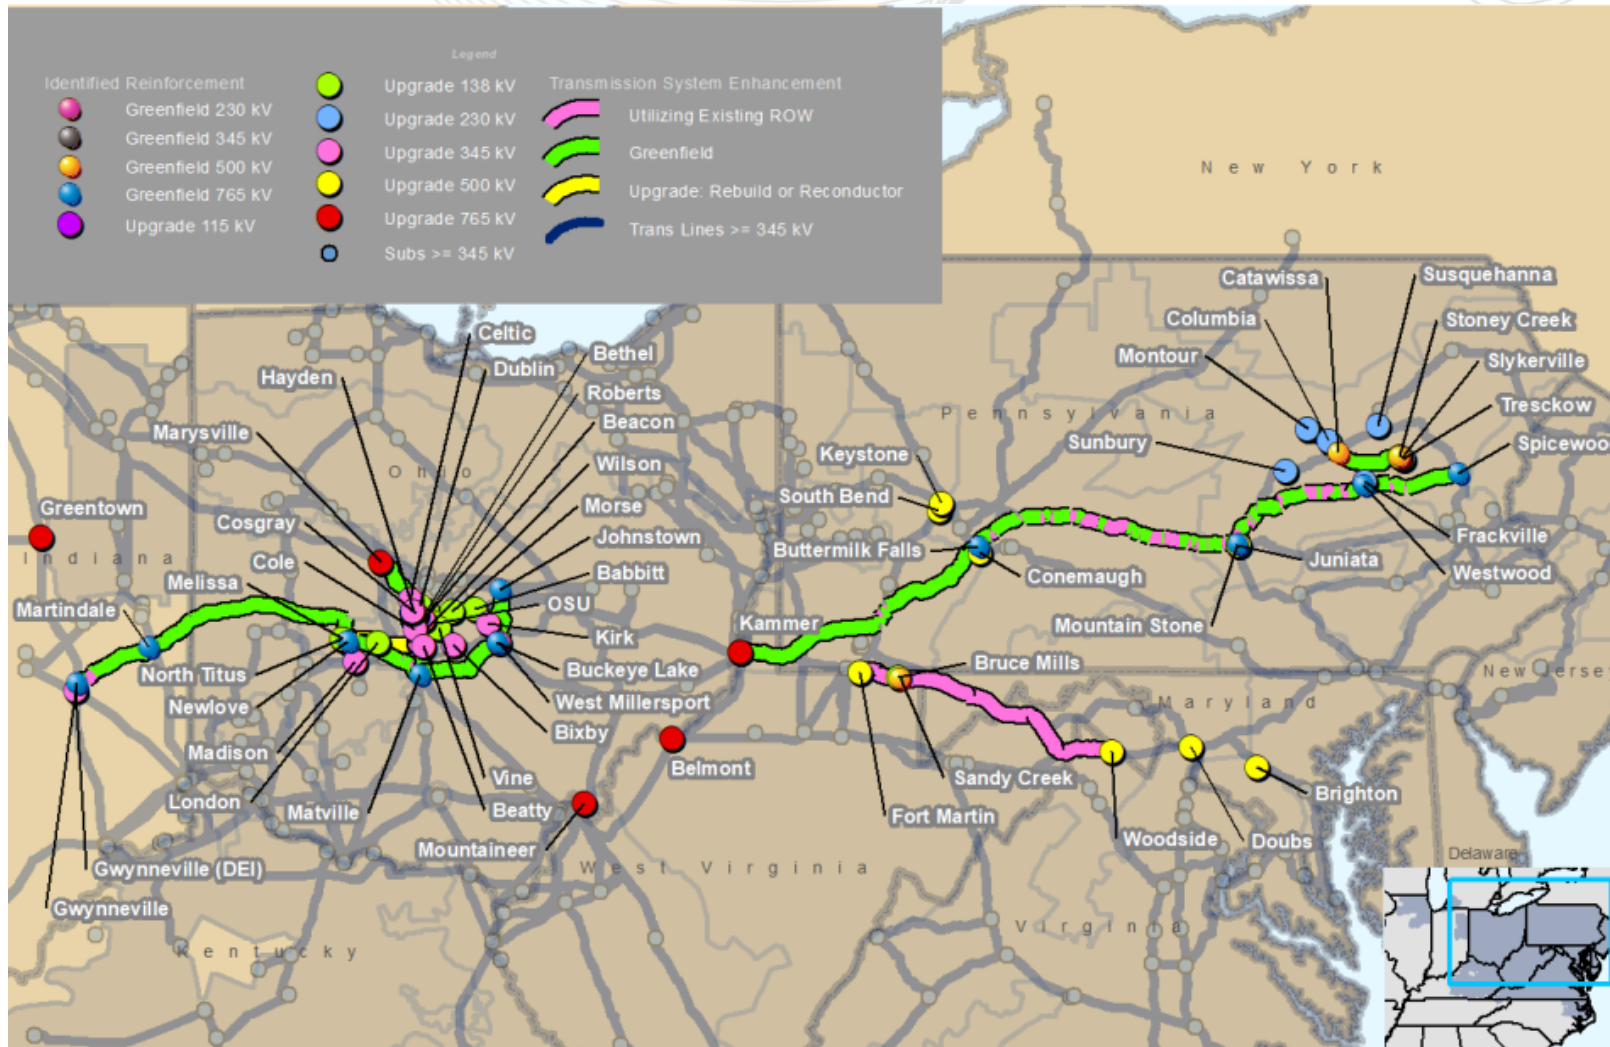 Legend
Identified Reinforcement
Greenfield 230 kV
Greenfield 345 kV
Greenfield 500 kV
Greenfield 765 kV
Upgrade 115 kV
Upgrade 138 kV
Upgrade 230 kV
Upgrade 345 kV
Upgrade 500 kV
Upgrade 765 kV
Subs >= 345 kV
Transmission System Enhancement
Utilizing Existing ROW
Greenfield
Upgrade: Rebuild or Reconductor
Trans Lines >= 345 kV
New York
Catawissa
Susquehanna
Columbia
Stoney Creek
Montour
Slykerville
Celtic
Bethel
Dublin
Hayden
Roberts
Tresckow
Pennsylvania
Beacon
Marysville
Sunbury
Spicewoo
Keystone
Wilson
Ohio
South Bend
Morse
Greentown
Cosgray
Johnstown
Frackville
Buttermilk Falls
Indiana
Cole
Juniata
Babbitt
Conemaugh
Westwood
Melissa
OSU
Martindale
Kammer
Mountain Stone
Kirk
Bruce Mills
New Jersey
North Titus
Buckeye Lake
West Millersport
Maryland
Newlove
Bixby
Madison
Belmont
Vine
Sandy Creek
Brighton
London
Matville
Beatty
Fort Martin
Woodside
Doubs
Mountaineer
Delaware
West Virginia
Gwynneville (DEI)
Gwynneville
Virginia
Kentucky